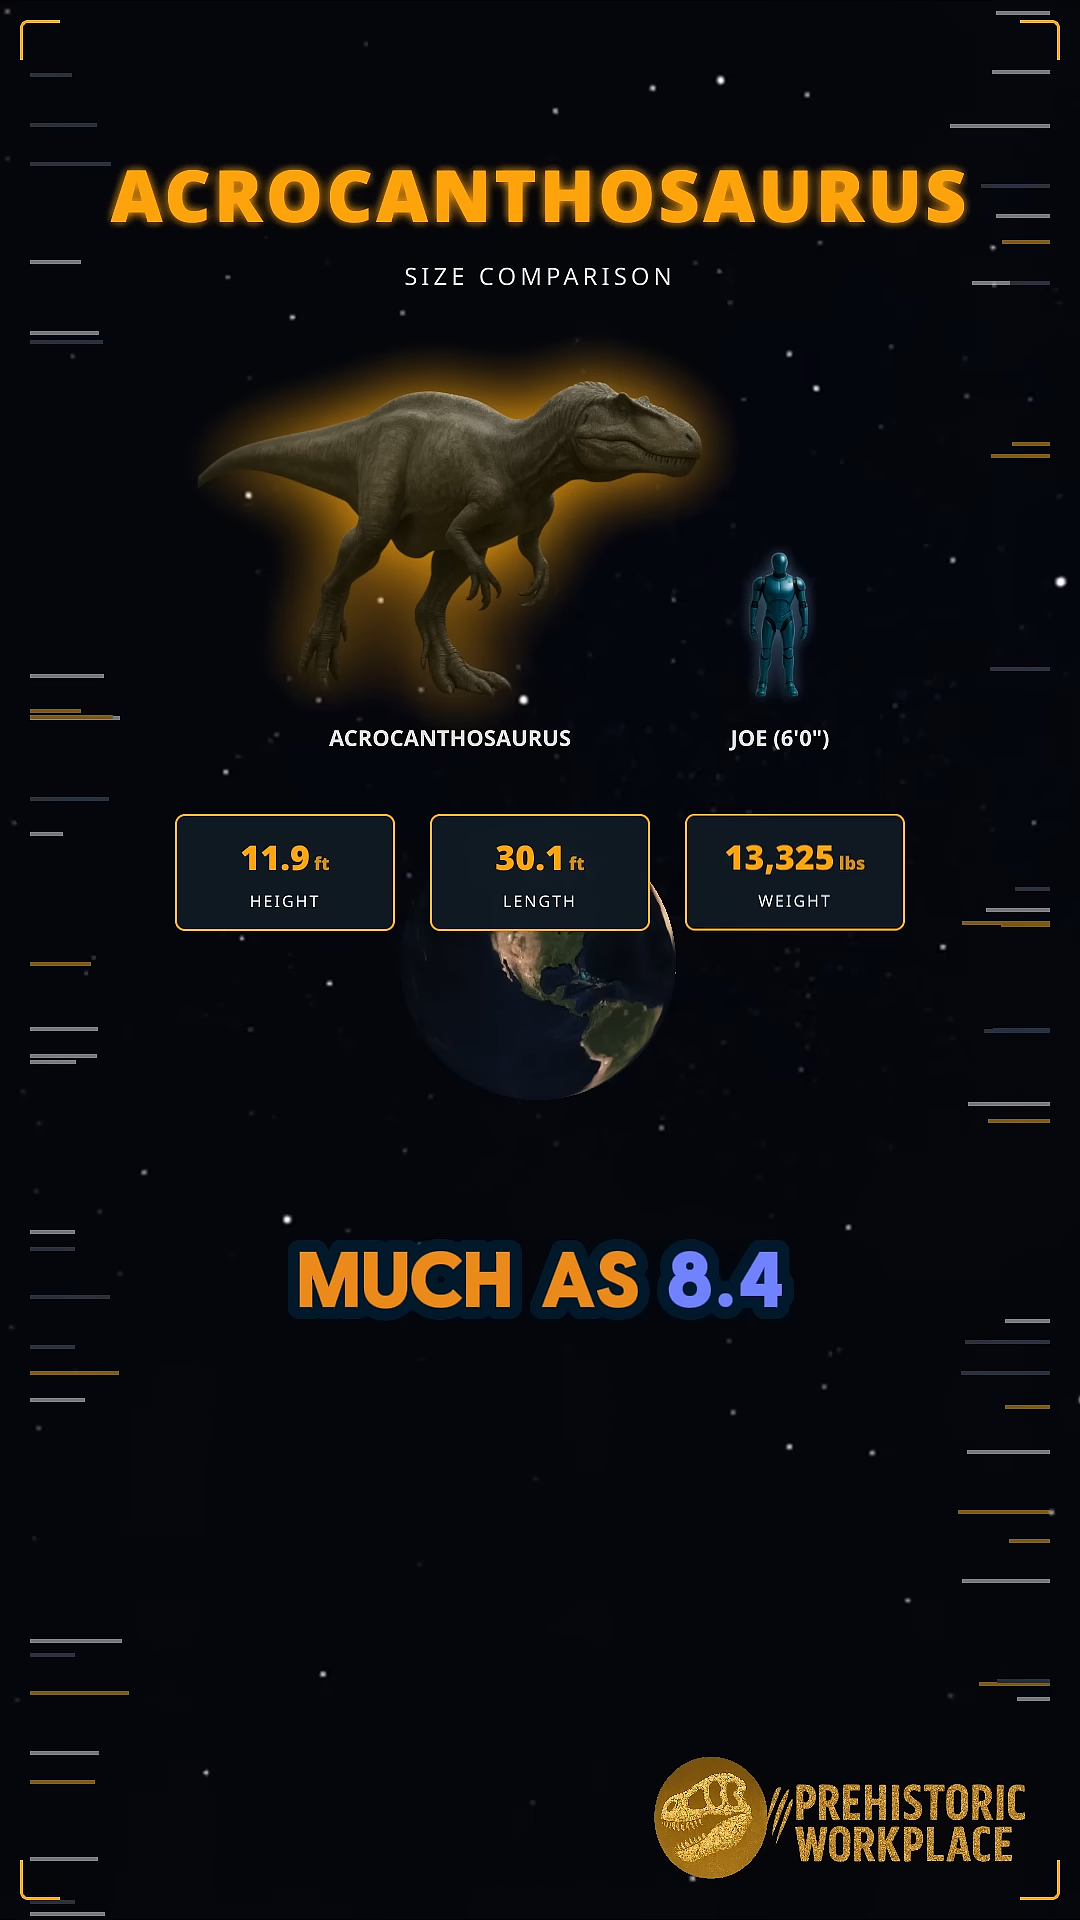 ACROCANTHOSAURUS
SIZE COMPARISON
ACROCANTHOSAURUS
JOE (6'0")
11.9 ft
HEIGHT
30.1 ft
LENGTH
13,325 lbs
WEIGHT
MUCH AS 8.4
PREHISTORIC
WORKPLACE